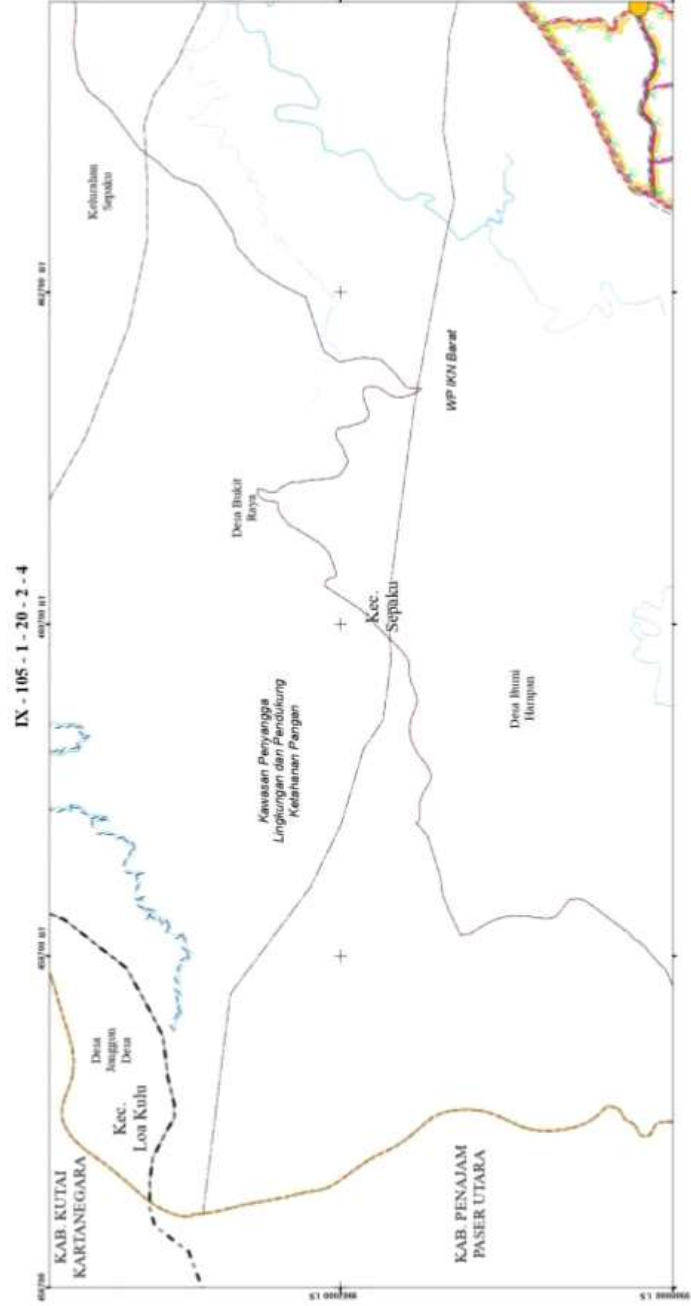 IX - 105 - 1 - 20 - 2 - 4
KAB. KUTAI
KARTANEGARA
Kec.
Loa Kulu
Desa
Jonggon
Desa
Kelurahan
Sepaku
Kawasan Penyangga
Lingkungan dan Pendukung
Ketahanan Pangan
Desa Bukit
Raya
Kec.
Sepaku
WP IKN Barat
KAB. PENAJAM
PASER UTARA
Desa Bumi
Harapan